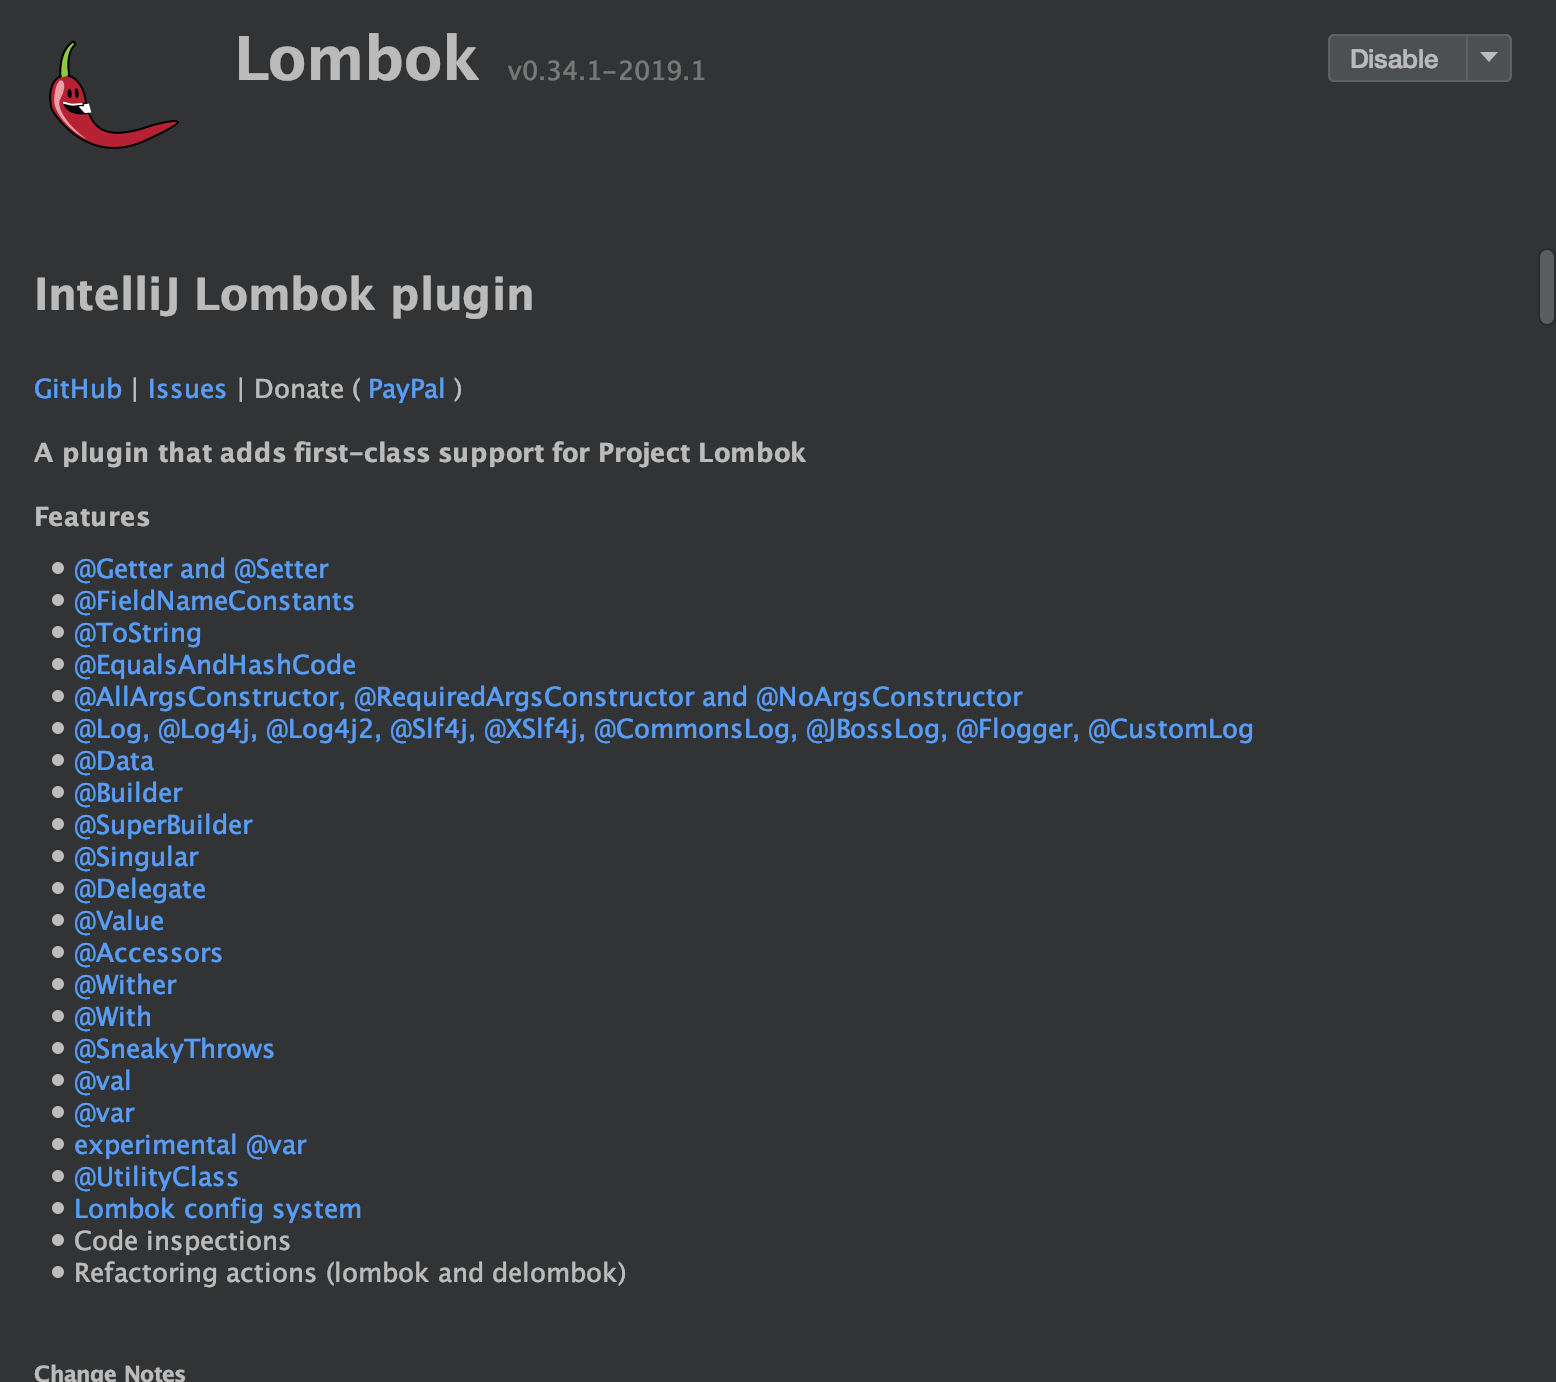 Lombok v0.34.1-2019.1
Disable
IntelliJ Lombok plugin
GitHub | Issues | Donate ( PayPal )
A plugin that adds first-class support for Project Lombok
Features
@Getter and @Setter
@FieldNameConstants
@ToString
@EqualsAndHashCode
@AllArgsConstructor, @RequiredArgsConstructor and @NoArgsConstructor
@Log, @Log4j, @Log4j2, @Slf4j, @XSlf4j, @CommonsLog, @JBossLog, @Flogger, @CustomLog
@Data
@Builder
@SuperBuilder
@Singular
@Delegate
@Value
@Accessors
@Wither
@With
@SneakyThrows
@val
@var
experimental @var
@UtilityClass
Lombok config system
Code inspections
Refactoring actions (lombok and delombok)
Change Notes